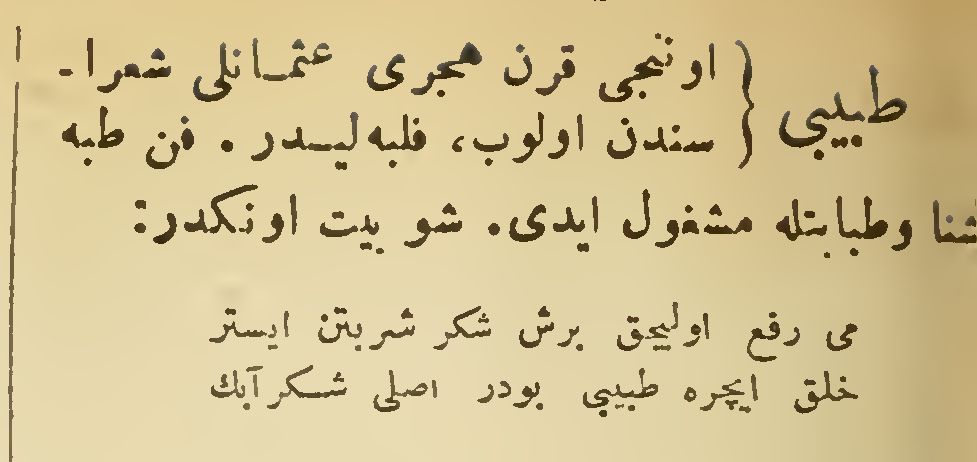 طبیبی { اوننجی قرن هجری عثمانلی شعرا-
سندن اولوب، فلبه‌لیدر. فن طبه
شنا وطبابتله مشغول ایدی. شو بیت اونکدر:
می رفع اولیجق برش شکر شربتن ایستر
خلق ایچره طبیبی بودر اصلی شکرآبك